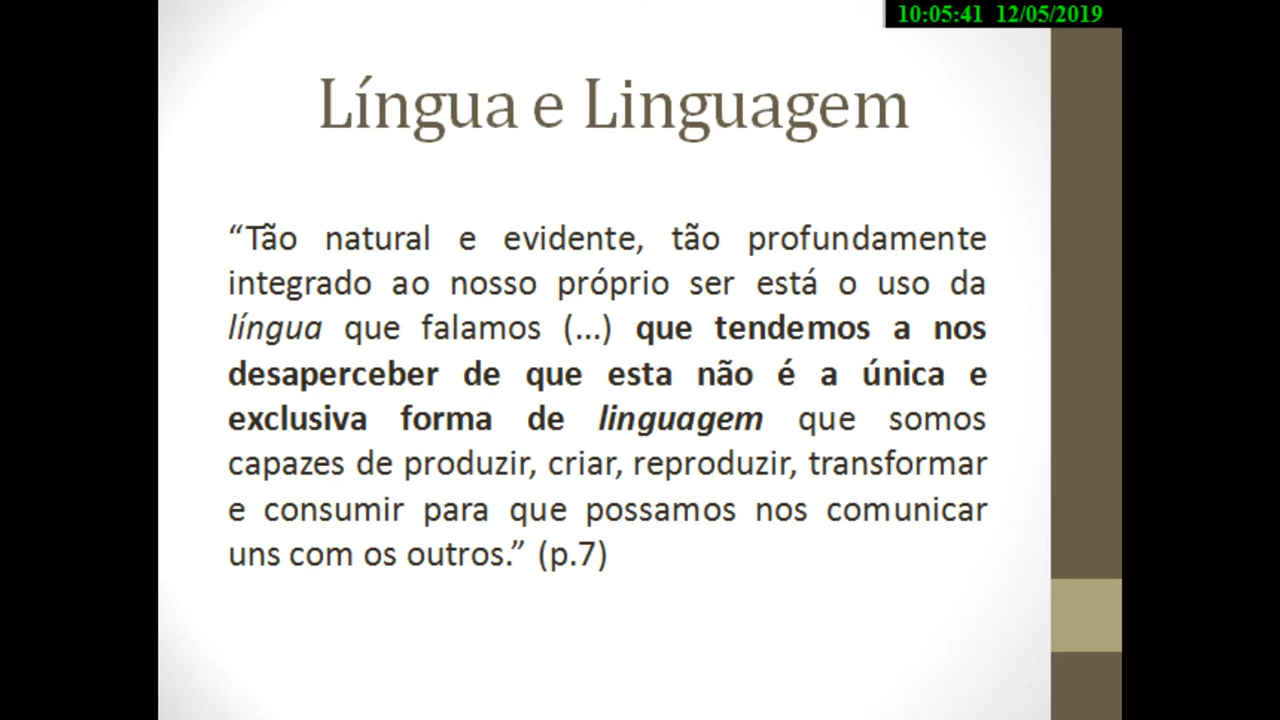 10:05:41 12/05/2019
Língua e Linguagem
“Tão natural e evidente, tão profundamente
integrado ao nosso próprio ser está o uso da
língua que falamos (...) que tendemos a nos
desaperceber de que esta não é a única e
exclusiva forma de linguagem que somos
capazes de produzir, criar, reproduzir, transformar
e consumir para que possamos nos comunicar
uns com os outros.” (p.7)